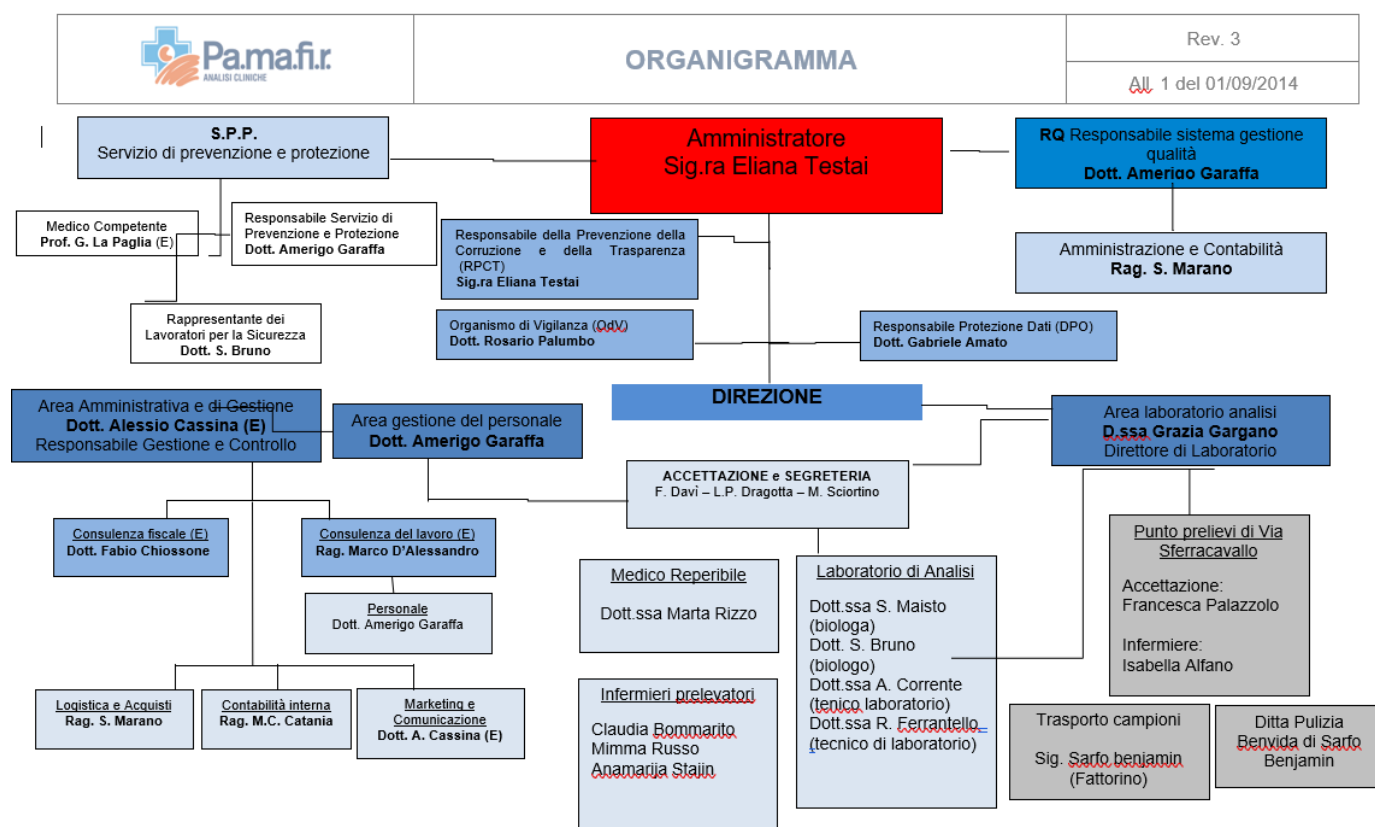 Pa.ma.fi.r.
ANALISI CLINICHE
ORGANIGRAMMA
Rev. 3
All. 1 del 01/09/2014
S.P.P.
Servizio di prevenzione e protezione
Amministratore
Sig.ra Eliana Testai
RQ Responsabile sistema gestione
qualità
Dott. Amerigo Garaffa
Medico Competente
Prof. G. La Paglia (E)
Responsabile Servizio di
Prevenzione e Protezione
Dott. Amerigo Garaffa
Responsabile della Prevenzione della
Corruzione e della Trasparenza
(RPCT)
Sig.ra Eliana Testai
Amministrazione e Contabilità
Rag. S. Marano
Rappresentante dei
Lavoratori per la Sicurezza
Dott. S. Bruno
Organismo di Vigilanza (OdV)
Dott. Rosario Palumbo
Responsabile Protezione Dati (DPO)
Dott. Gabriele Amato
DIREZIONE
Area Amministrativa e di Gestione
Dott. Alessio Cassina (E)
Responsabile Gestione e Controllo
Area gestione del personale
Dott. Amerigo Garaffa
Area laboratorio analisi
D.ssa Grazia Gargano
Direttore di Laboratorio
ACCETTAZIONE e SEGRETERIA
F. Davì – L.P. Dragotta – M. Sciortino
Consulenza fiscale (E)
Dott. Fabio Chiossone
Consulenza del lavoro (E)
Rag. Marco D'Alessandro
Personale
Dott. Amerigo Garaffa
Medico Reperibile
Dott.ssa Marta Rizzo
Laboratorio di Analisi
Dott.ssa S. Maisto
(biologa)
Dott. S. Bruno
(biologo)
Dott.ssa A. Corrente
(tenico laboratorio)
Dott.ssa R. Ferrantello
(tecnico di laboratorio)
Punto prelievi di Via
Sferracavallo
Accettazione:
Francesca Palazzolo
Infermiere:
Isabella Alfano
Logistica e Acquisti
Rag. S. Marano
Contabilità interna
Rag. M.C. Catania
Marketing e
Comunicazione
Dott. A. Cassina (E)
Infermieri prelevatori
Claudia Bommarito
Mimma Russo
Anamarija Stajin
Trasporto campioni
Sig. Sarfo benjamin
(Fattorino)
Ditta Pulizia
Benvida di Sarfo
Benjamin